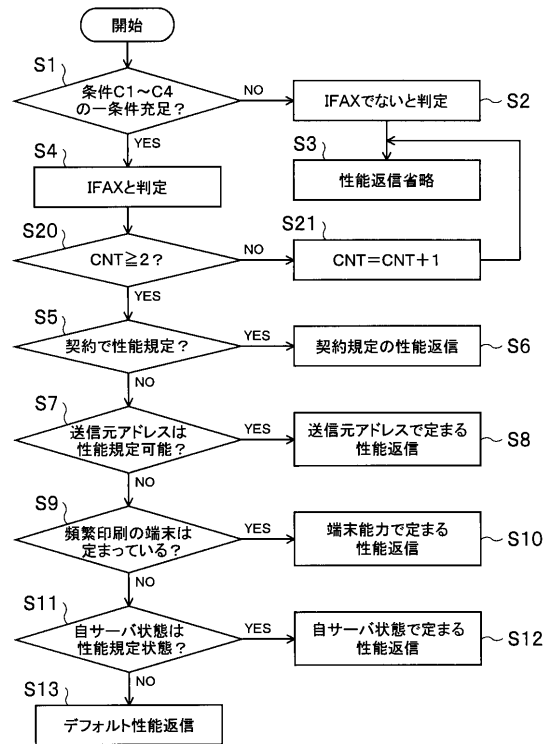 開始
S1
条件C1～C4
の一条件充足？
NO
IFAXでないと判定
S2
YES
S4
IFAXと判定
S3
性能返信省略
S20
CNT≧2？
NO
S21
CNT＝CNT＋1
YES
S5
契約で性能規定？
YES
契約規定の性能返信
S6
NO
S7
送信元アドレスは
性能規定可能？
YES
送信元アドレスで定まる
性能返信
S8
NO
S9
頻繁印刷の端末は
定まっている？
YES
端末能力で定まる
性能返信
S10
NO
S11
自サーバ状態は
性能規定状態？
YES
自サーバ状態で定まる
性能返信
S12
NO
S13
デフォルト性能返信